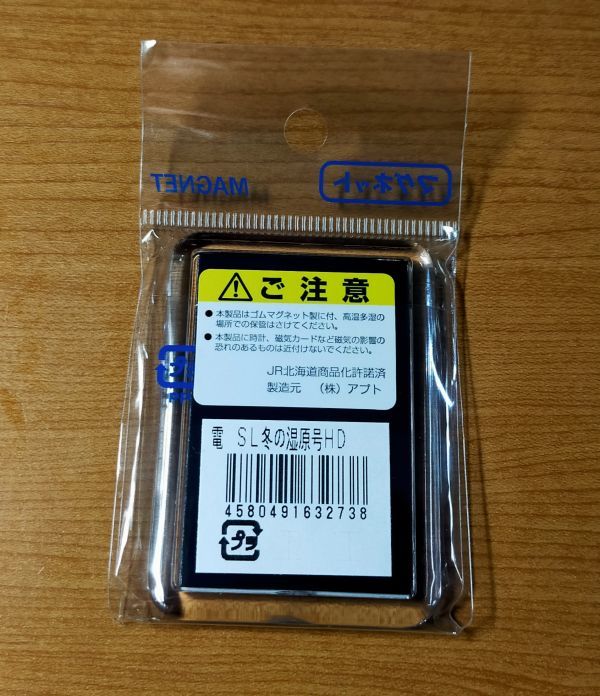 MAGNET
マグネット
ご注意
●本製品はゴムマグネット製に付、高温多湿の
場所での保管はさけてください。
●本製品に時計、磁気カードなど磁気の影響の
恐れのあるものは近付けないでください。
JR北海道商品化許諾済
製造元 (株)アプト
電 SL冬の湿原号HD
4580491632738
プラ